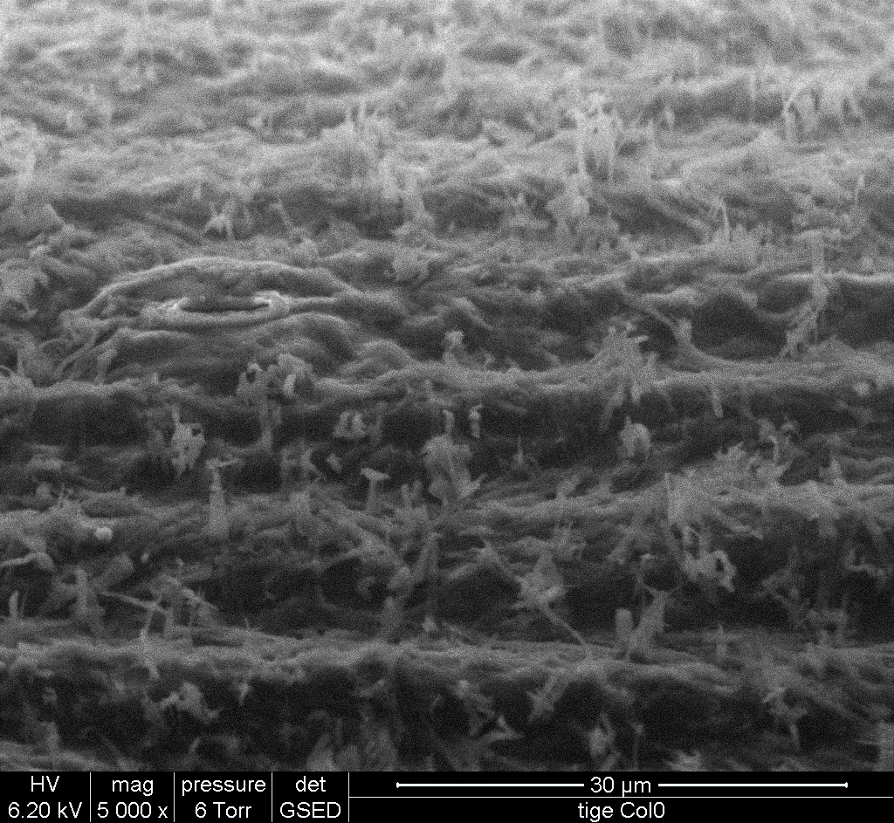 HV mag pressure det 30 µm
6.20 kV 5 000 x 6 Torr GSED tige Col0